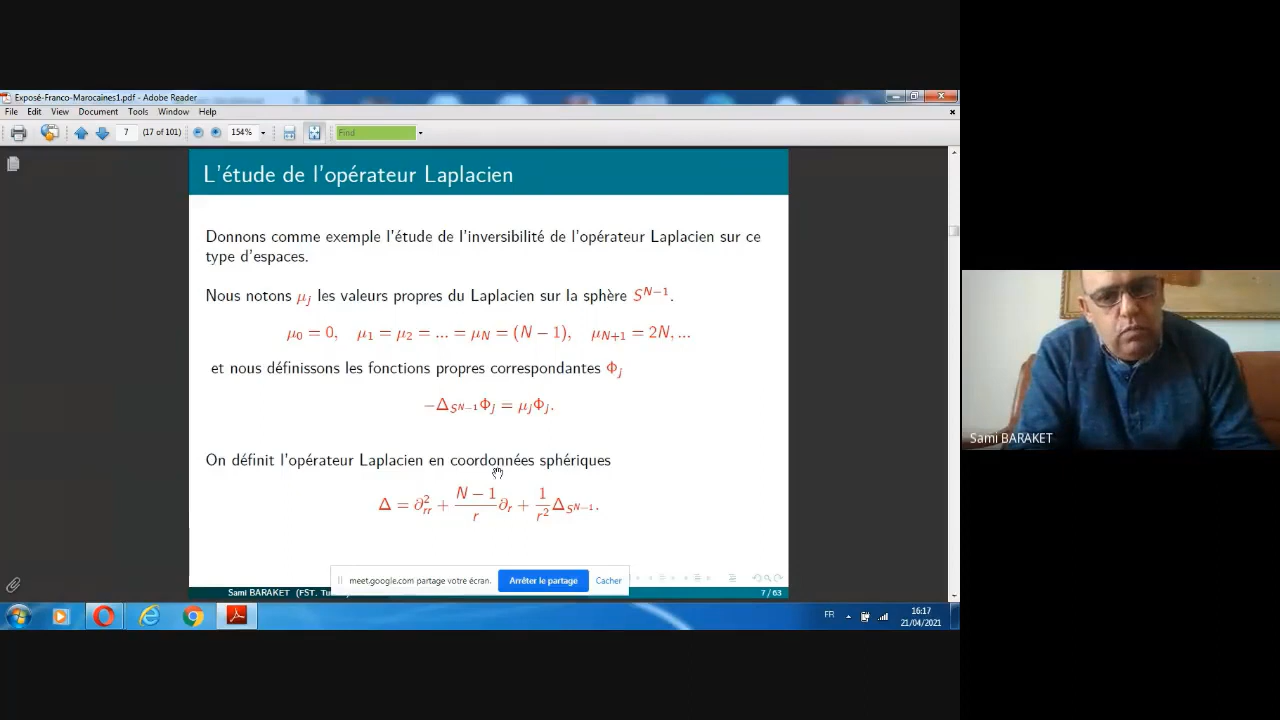 Exposé-Franco-Marocaines1.pdf - Adobe Reader
File Edit View Document Tools Window Help
7 (17 of 101) 154% Find
L'étude de l'opérateur Laplacien
Donnons comme exemple l'étude de l'inversibilité de l'opérateur Laplacien sur ce
type d'espaces.
Nous notons μ_j les valeurs propres du Laplacien sur la sphère S^{N−1}.
μ_0 = 0, μ_1 = μ_2 = ... = μ_N = (N − 1), μ_{N+1} = 2N, ...
et nous définissons les fonctions propres correspondantes Φ_j
−Δ_{S^{N−1}}Φ_j = μ_jΦ_j.
On définit l'opérateur Laplacien en coordonnées sphériques
Δ = ∂²_{rr} + \frac{N − 1}{r}∂_r + \frac{1}{r²}Δ_{S^{N−1}}.
meet.google.com partage votre écran. Arrêter le partage Cacher
Sami BARAKET (FST. Tu 7 / 63
FR 16:17
21/04/2021
Sami BARAKET